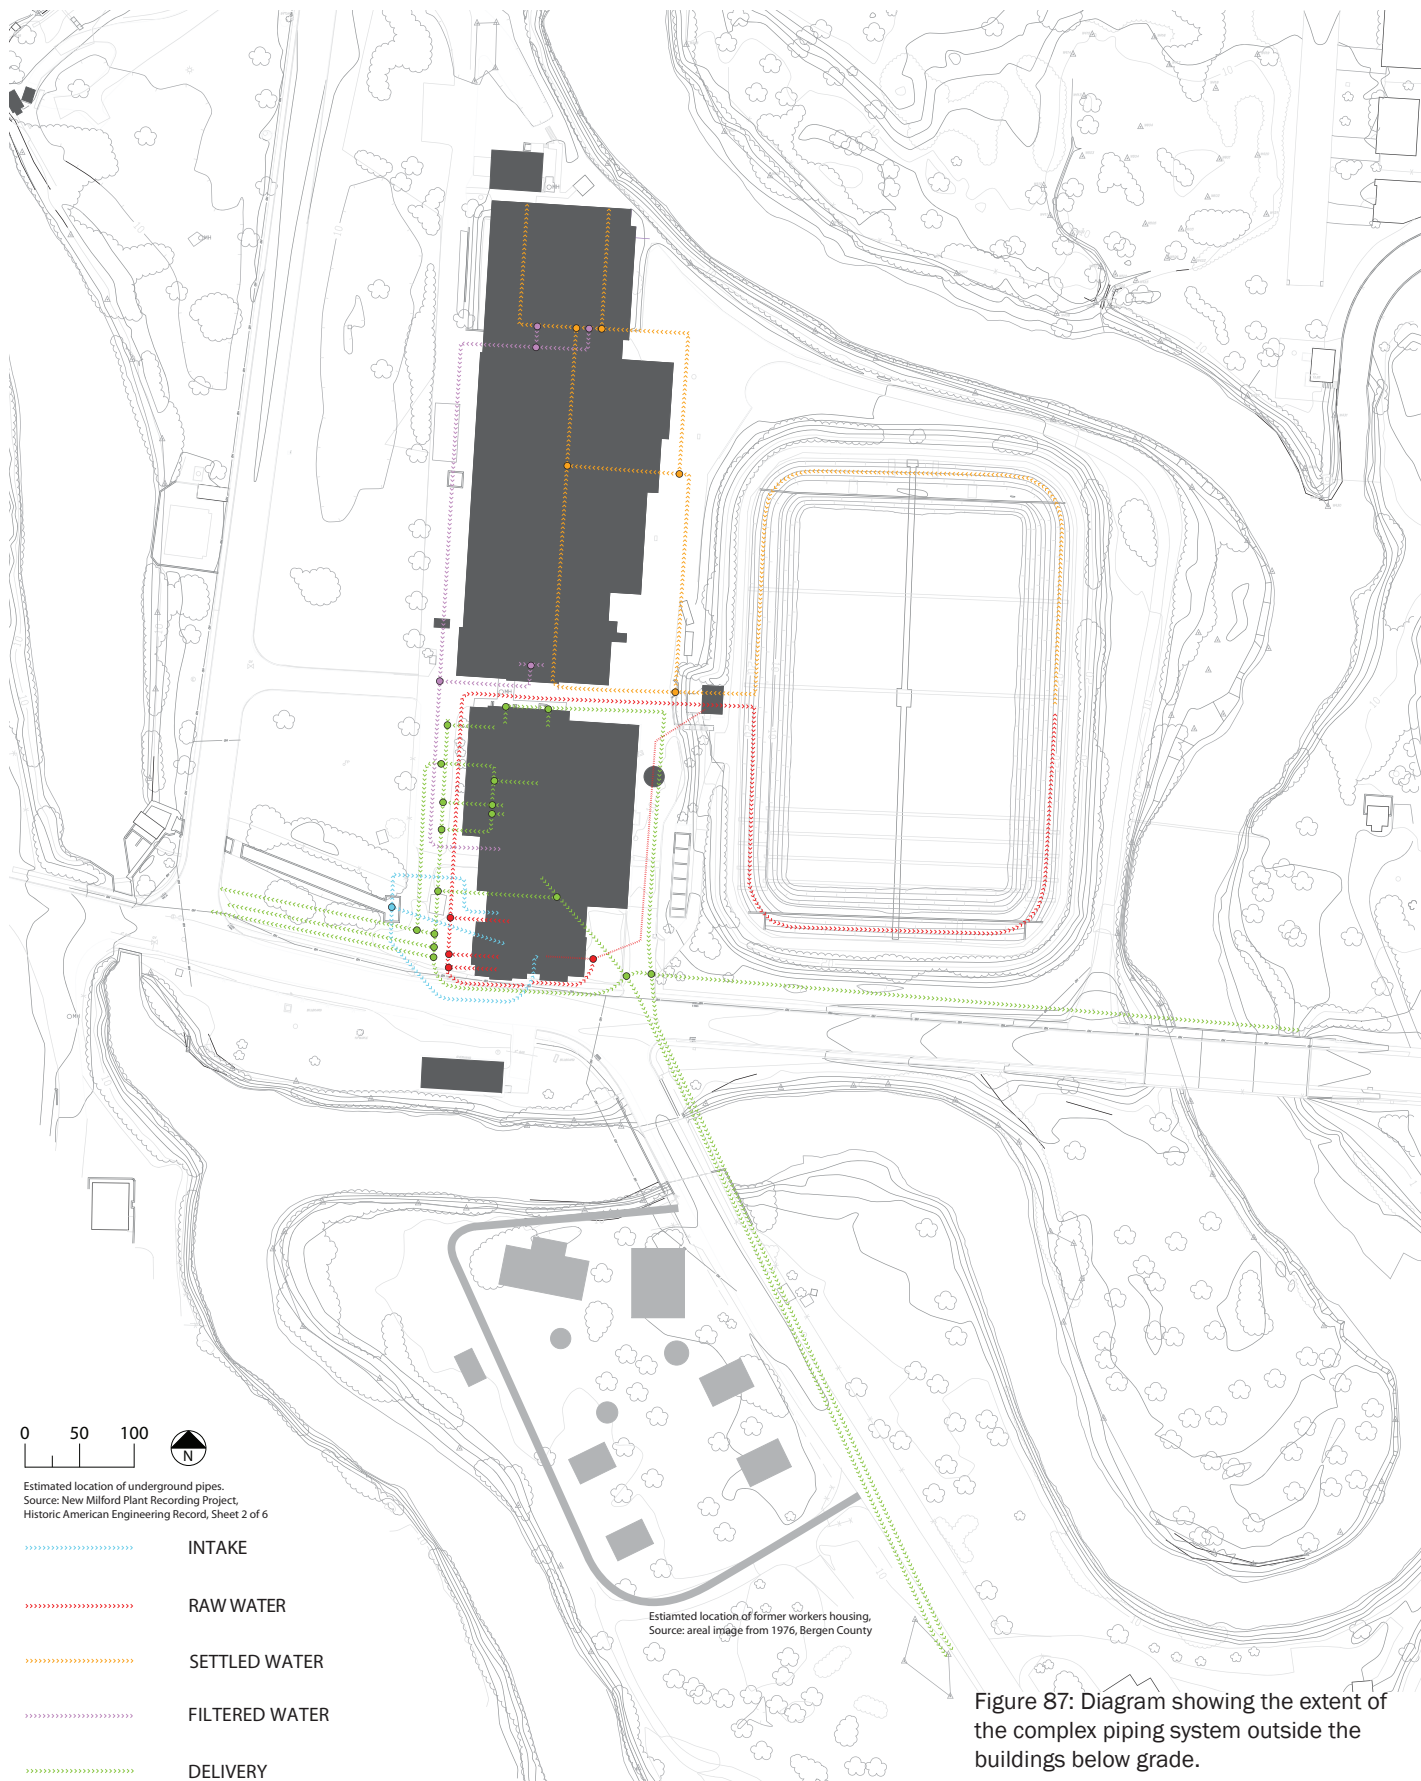 0 50 100
N
Estimated location of underground pipes.
Source: New Milford Plant Recording Project,
Historic American Engineering Record, Sheet 2 of 6
INTAKE
RAW WATER
SETTLED WATER
FILTERED WATER
DELIVERY
Estiamted location of former workers housing,
Source: areal image from 1976, Bergen County
Figure 87: Diagram showing the extent of
the complex piping system outside the
buildings below grade.